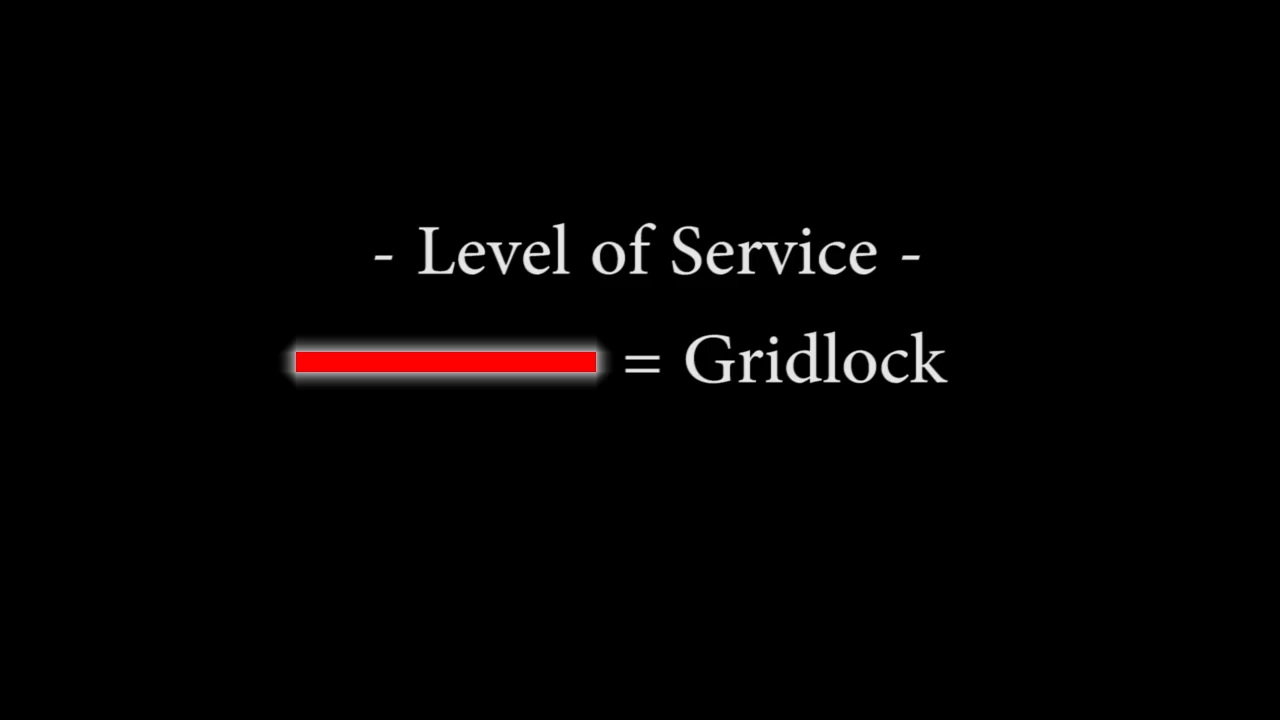 - Level of Service -
= Gridlock